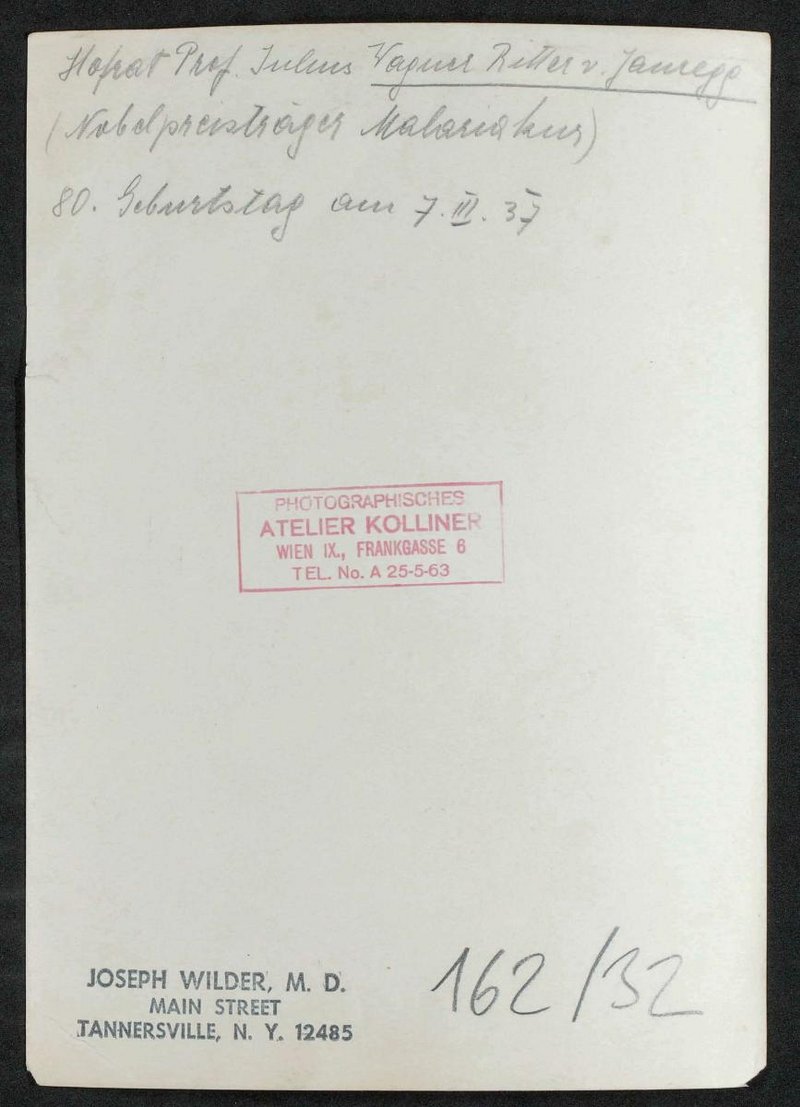 Hofrat Prof. Julius Wagner Ritter v. Jauregg
(Nobelpreisträger Malariakur)
80. Geburtstag am 7. III. 37
PHOTOGRAPHISCHES
ATELIER KOLLINER
WIEN IX., FRANKGASSE 6
TEL. No. A 25-5-63
JOSEPH WILDER, M. D.
MAIN STREET
TANNERSVILLE, N. Y. 12485
162/32